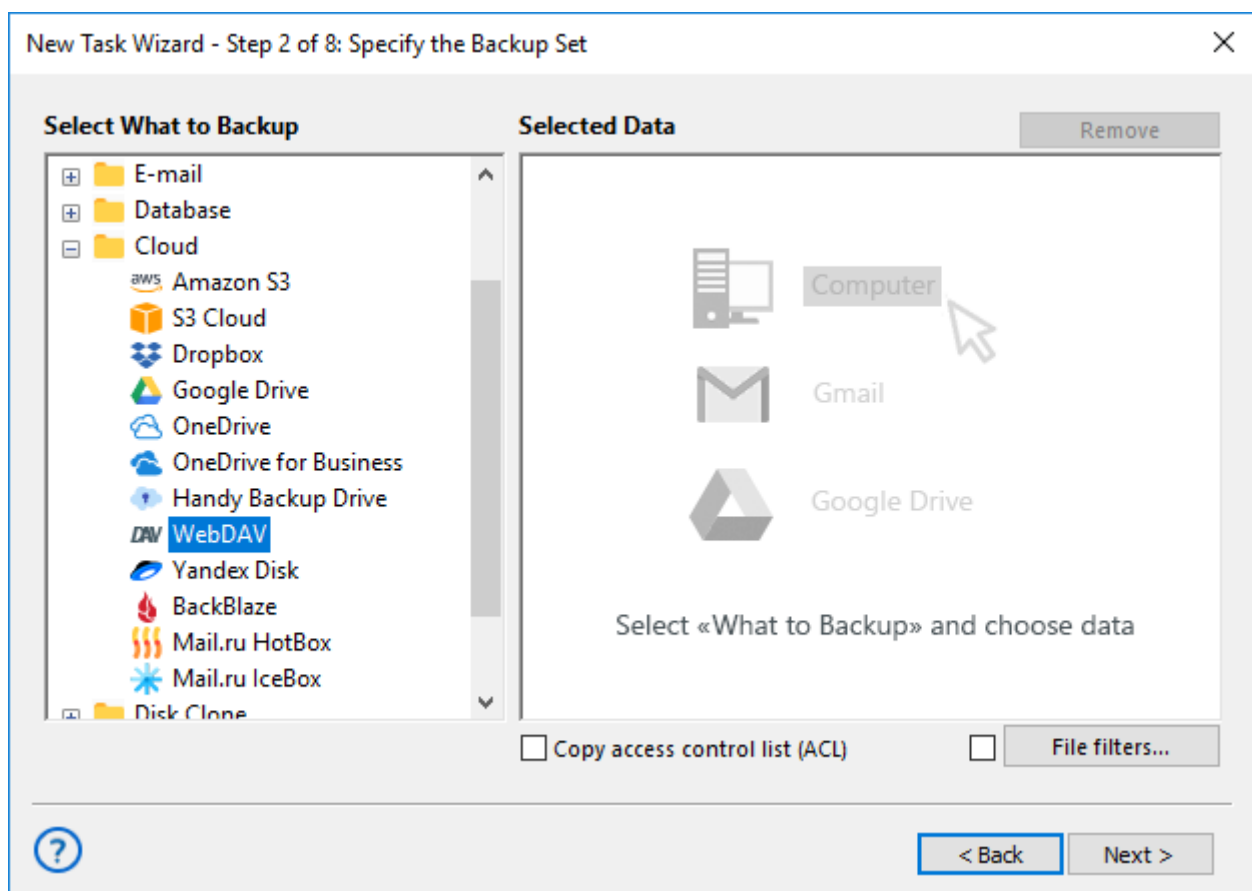 New Task Wizard - Step 2 of 8: Specify the Backup Set
Select What to Backup
E-mail
Database
Cloud
aws Amazon S3
S3 Cloud
Dropbox
Google Drive
OneDrive
OneDrive for Business
Handy Backup Drive
DAV WebDAV
Yandex Disk
BackBlaze
Mail.ru HotBox
Mail.ru IceBox
Disk Clone
Selected Data
Remove
Computer
Gmail
Google Drive
Select «What to Backup» and choose data
Copy access control list (ACL)
File filters...
?
< Back
Next >